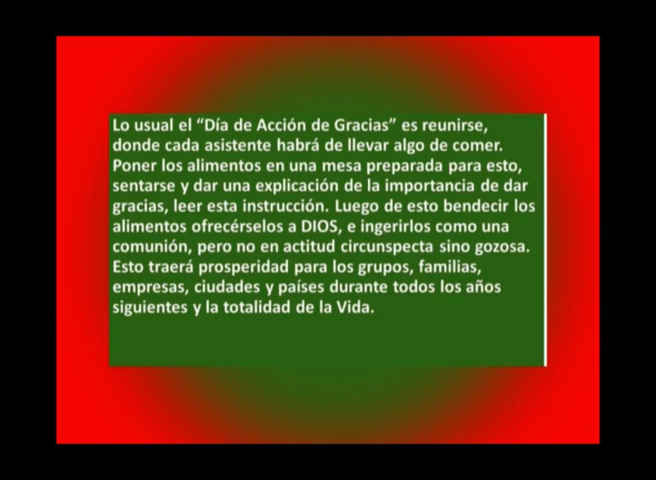 Lo usual el “Día de Acción de Gracias” es reunirse,
donde cada asistente habrá de llevar algo de comer.
Poner los alimentos en una mesa preparada para esto,
sentarse y dar una explicación de la importancia de dar
gracias, leer esta instrucción. Luego de esto bendecir los
alimentos ofrecérselos a DIOS, e ingerirlos como una
comunión, pero no en actitud circunspecta sino gozosa.
Esto traerá prosperidad para los grupos, familias,
empresas, ciudades y países durante todos los años
siguientes y la totalidad de la Vida.